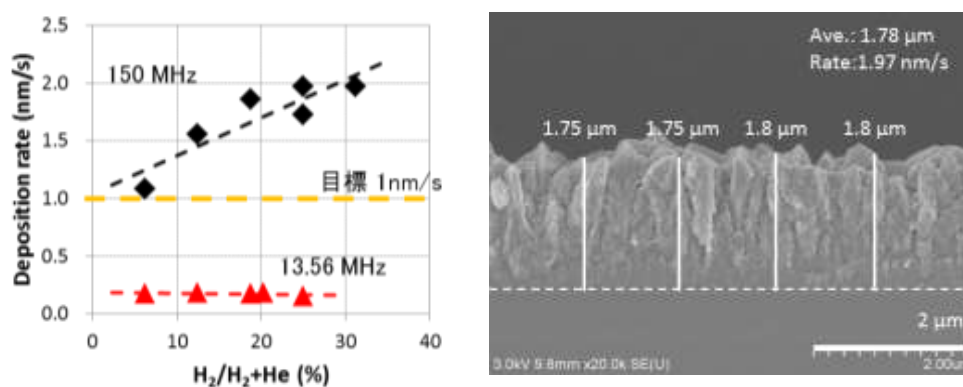 Deposition rate (nm/s)
2.5
2.0
1.5
1.0
0.5
0.0
150 MHz
目標 1nm/s
13.56 MHz
0
10
20
30
40
H₂/H₂+He (%)
Ave.: 1.78 μm
Rate:1.97 nm/s
1.75 μm
1.75 μm
1.8 μm
1.8 μm
2 μm
3.0kV 9.8mm x20.0k SE(U)
2.00um